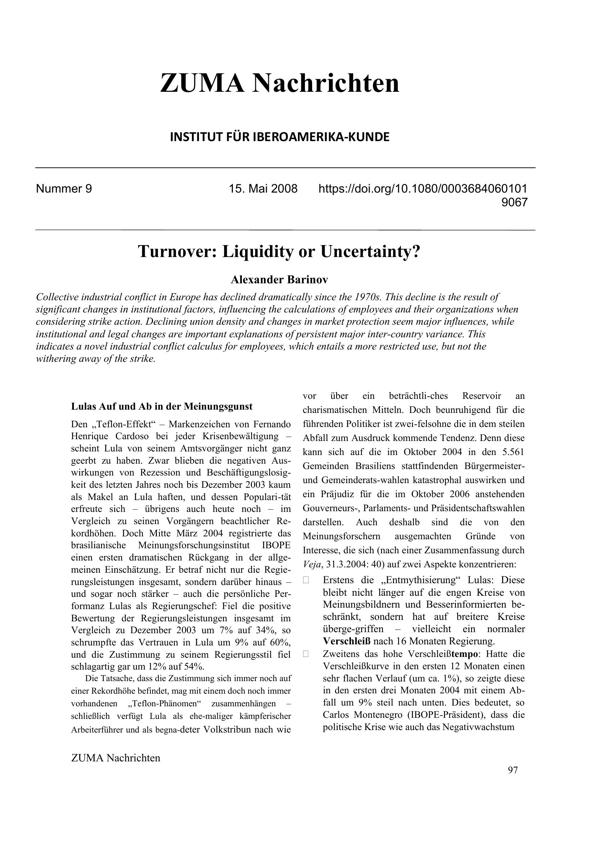 ZUMA Nachrichten
INSTITUT FÜR IBEROAMERIKA-KUNDE
Nummer 9 15. Mai 2008 https://doi.org/10.1080/0003684060101
9067
Turnover: Liquidity or Uncertainty?
Alexander Barinov
Collective industrial conflict in Europe has declined dramatically since the 1970s. This decline is the result of
significant changes in institutional factors, influencing the calculations of employees and their organizations when
considering strike action. Declining union density and changes in market protection seem major influences, while
institutional and legal changes are important explanations of persistent major inter-country variance. This
indicates a novel industrial conflict calculus for employees, which entails a more restricted use, but not the
withering away of the strike.
Lulas Auf und Ab in der Meinungsgunst
Den „Teflon-Effekt“ – Markenzeichen von Fernando
Henrique Cardoso bei jeder Krisenbewältigung –
scheint Lula von seinem Amtsvorgänger nicht ganz
geerbt zu haben. Zwar blieben die negativen Aus-
wirkungen von Rezession und Beschäftigungslosig-
keit des letzten Jahres noch bis Dezember 2003 kaum
als Makel an Lula haften, und dessen Populari-tät
erfreute sich – übrigens auch heute noch – im
Vergleich zu seinen Vorgängern beachtlicher Re-
kordhöhen. Doch Mitte März 2004 registrierte das
brasilianische Meinungsforschungsinstitut IBOPE
einen ersten dramatischen Rückgang in der allge-
meinen Einschätzung. Er betraf nicht nur die Regie-
rungsleistungen insgesamt, sondern darüber hinaus –
und sogar noch stärker – auch die persönliche Per-
formanz Lulas als Regierungschef: Fiel die positive
Bewertung der Regierungsleistungen insgesamt im
Vergleich zu Dezember 2003 um 7% auf 34%, so
schrumpfte das Vertrauen in Lula um 9% auf 60%,
und die Zustimmung zu seinem Regierungsstil fiel
schlagartig gar um 12% auf 54%.
Die Tatsache, dass die Zustimmung sich immer noch auf
einer Rekordhöhe befindet, mag mit einem doch noch immer
vorhandenen „Teflon-Phänomen“ zusammenhängen –
schließlich verfügt Lula als ehe-maliger kämpferischer
Arbeiterführer und als begna-deter Volkstribun nach wie
vor über ein beträchtli-ches Reservoir an
charismatischen Mitteln. Doch beunruhigend für die
führenden Politiker ist zwei-felsohne die in dem steilen
Abfall zum Ausdruck kommende Tendenz. Denn diese
kann sich auf die im Oktober 2004 in den 5.561
Gemeinden Brasiliens stattfindenden Bürgermeister-
und Gemeinderats-wahlen katastrophal auswirken und
ein Präjudiz für die im Oktober 2006 anstehenden
Gouverneurs-, Parlaments- und Präsidentschaftswahlen
darstellen. Auch deshalb sind die von den
Meinungsforschern ausgemachten Gründe von
Interesse, die sich (nach einer Zusammenfassung durch
Veja, 31.3.2004: 40) auf zwei Aspekte konzentrieren:
□ Erstens die „Entmythisierung“ Lulas: Diese
bleibt nicht länger auf die engen Kreise von
Meinungsbildnern und Besserinformierten be-
schränkt, sondern hat auf breitere Kreise
überge-griffen – vielleicht ein normaler
Verschleiß nach 16 Monaten Regierung.
□ Zweitens das hohe Verschleißtempo: Hatte die
Verschleißkurve in den ersten 12 Monaten einen
sehr flachen Verlauf (um ca. 1%), so zeigte diese
in den ersten drei Monaten 2004 mit einem Ab-
fall um 9% steil nach unten. Dies bedeutet, so
Carlos Montenegro (IBOPE-Präsident), dass die
politische Krise wie auch das Negativwachstum
ZUMA Nachrichten
97